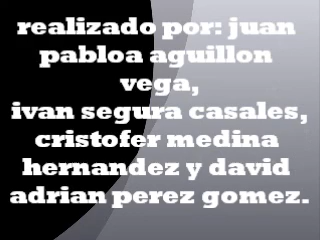 realizado por: juan
pabloa aguillon
vega,
ivan segura casales,
cristofer medina
hernandez y david
adrian perez gomez.